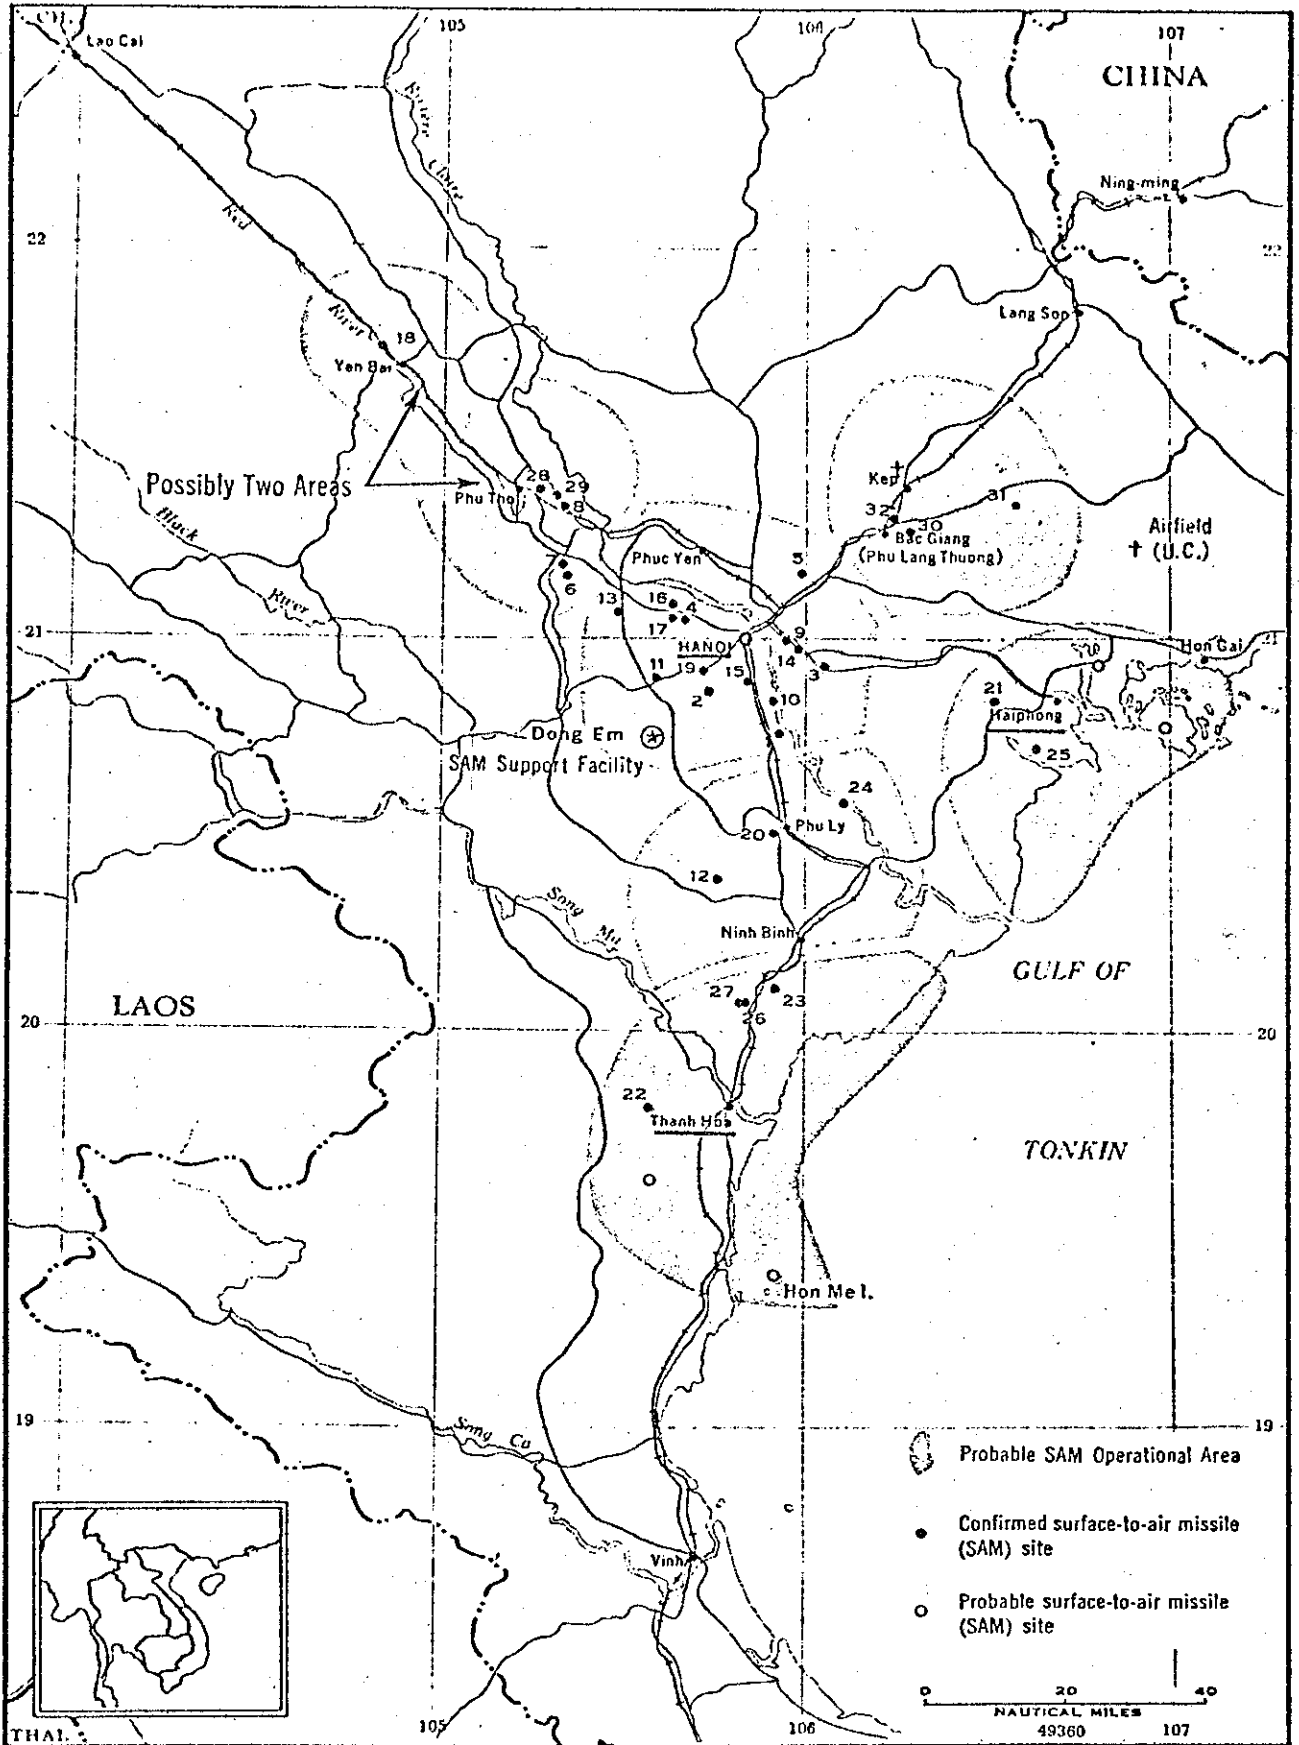 CH.
105
106
107
Lao Cai
CHINA
Rivière
Claire
Ning-ming
Red
22
22
Lang Son
River
18
Yen Bai
Possibly Two Areas
Phu Tho
28
29
8
Kep
31
32
30
Bac Giang
(Phu Lang Thuong)
Airfield
(U.C.)
Black
Phuc Yen
5
7
6
River
13
16
4
17
9
21
21
HANOI
14
Hon Gai
11
19
15
3
2
10
21
Haiphong
Dong Em
SAM Support Facility
25
24
20
Phu Ly
12
Song
Ma
Ninh Binh
GULF OF
27
23
26
LAOS
20
20
22
Thanh Hoa
TONKIN
Hon Me I.
19
19
Song
Ca
Probable SAM Operational Area
Confirmed surface-to-air missile
(SAM) site
Vinh
Probable surface-to-air missile
(SAM) site
0 20 40
NAUTICAL MILES
THAI.
105
106
49360
107